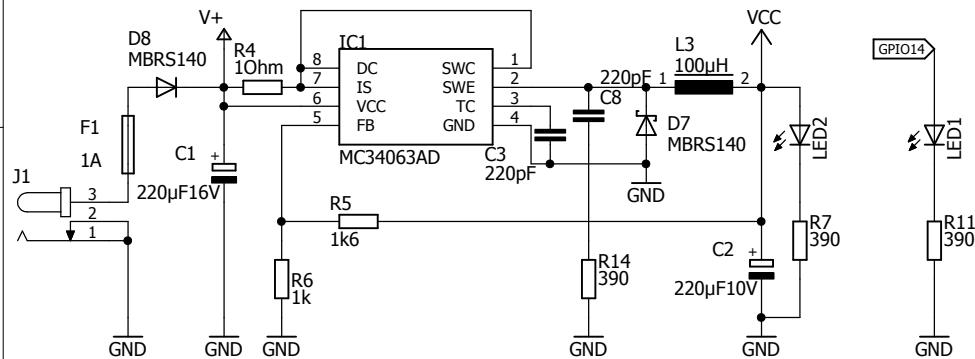 V+
D8
MBRS140
R4
1Ohm
IC1
8
7
6
5
DC
IS
VCC
FB
SWC
SWE
TC
GND
1
2
3
4
MC34063AD
220pF
C8
C3
220pF
1
L3
100µH
2
VCC
D7
MBRS140
GND
GPIO14
LED2
LED1
F1
1A
J1
3
2
1
C1
+
220µF16V
R5
1k6
R6
1k
R14
390
C2
+
220µF10V
R7
390
R11
390
GND
GND
GND
GND
GND
GND